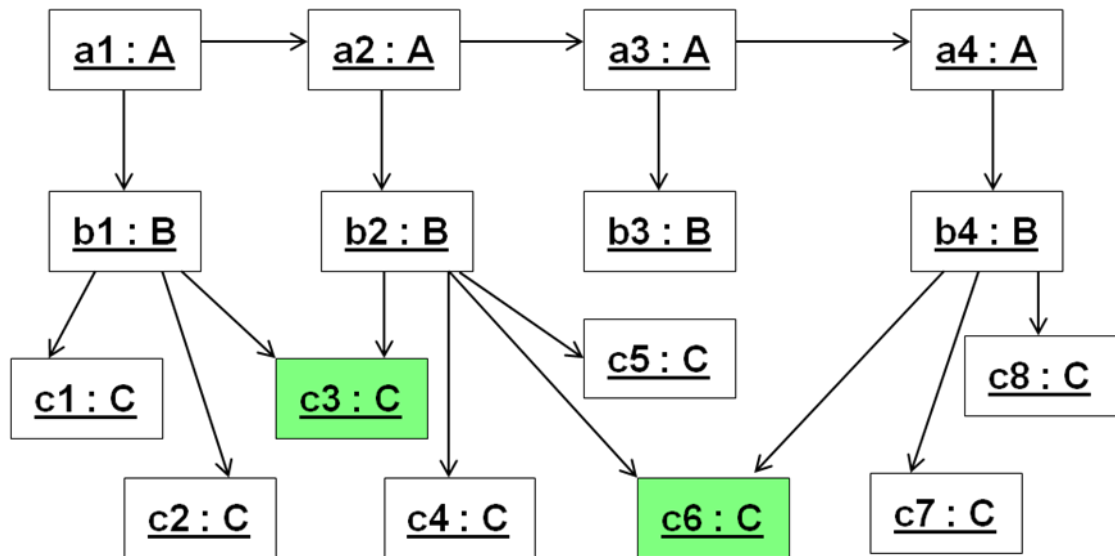 a1 : A
a2 : A
a3 : A
a4 : A
b1 : B
b2 : B
b3 : B
b4 : B
c1 : C
c3 : C
c5 : C
c8 : C
c2 : C
c4 : C
c6 : C
c7 : C